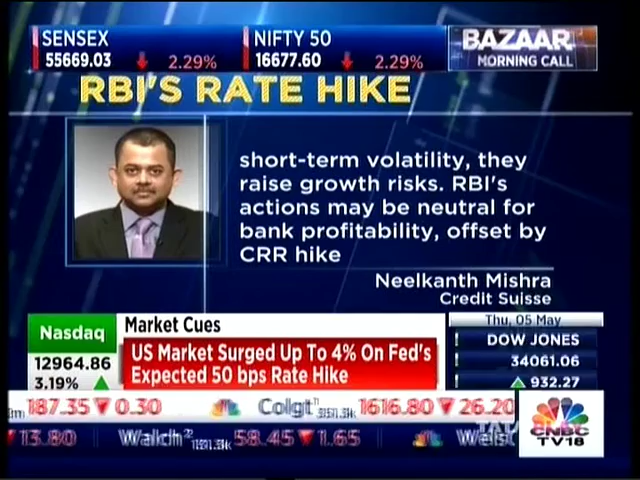 SENSEX
55669.03 2.29%
NIFTY 50
16677.60 2.29%
BAZAAR
MORNING CALL
RBI'S RATE HIKE
short-term volatility, they
raise growth risks. RBI's
actions may be neutral for
bank profitability, offset by
CRR hike
Neelkanth Mishra
Credit Suisse
Nasdaq
12964.86
3.19%
Market Cues
US Market Surged Up To 4% On Fed's
Expected 50 bps Rate Hike
Thu, 05 May
DOW JONES
34061.06
932.27
187.35 0.30 Colgt 1616.80 26.20
13.80 Walch 58.45 1.65 Wels
CNBC
TV18